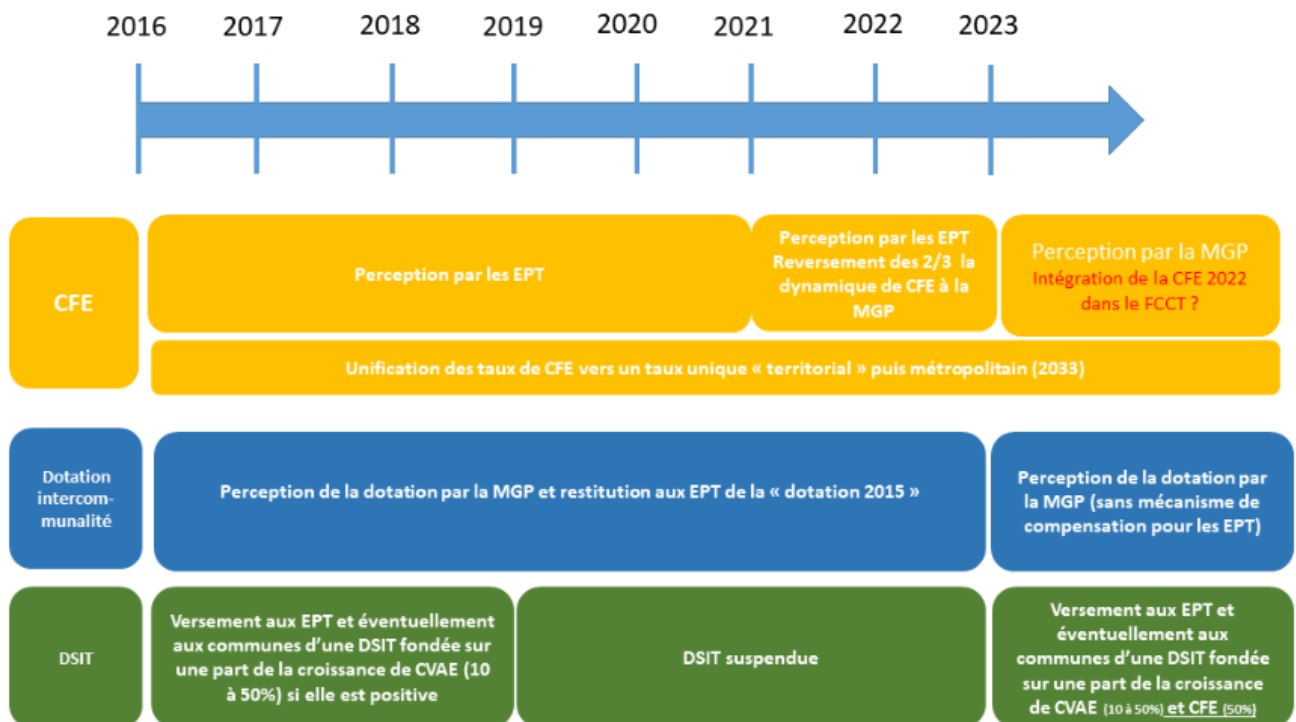 2016 2017 2018 2019 2020 2021 2022 2023
CFE
Perception par les EPT
Perception par les EPT
Reversement des 2/3 la
dynamique de CFE à la
MGP
Perception par la MGP
Intégration de la CFE 2022
dans le FCCT ?
Unification des taux de CFE vers un taux unique « territorial » puis métropolitain (2033)
Dotation
intercom-
munalité
Perception de la dotation par la MGP et restitution aux EPT de la « dotation 2015 »
Perception de la dotation par
la MGP (sans mécanisme de
compensation pour les EPT)
DSIT
Versement aux EPT et éventuellement
aux communes d’une DSIT fondée sur
une part de la croissance de CVAE (10
à 50%) si elle est positive
DSIT suspendue
Versement aux EPT et
éventuellement aux
communes d’une DSIT fondée
sur une part de la croissance
de CVAE (10 à 50%) et CFE (50%)